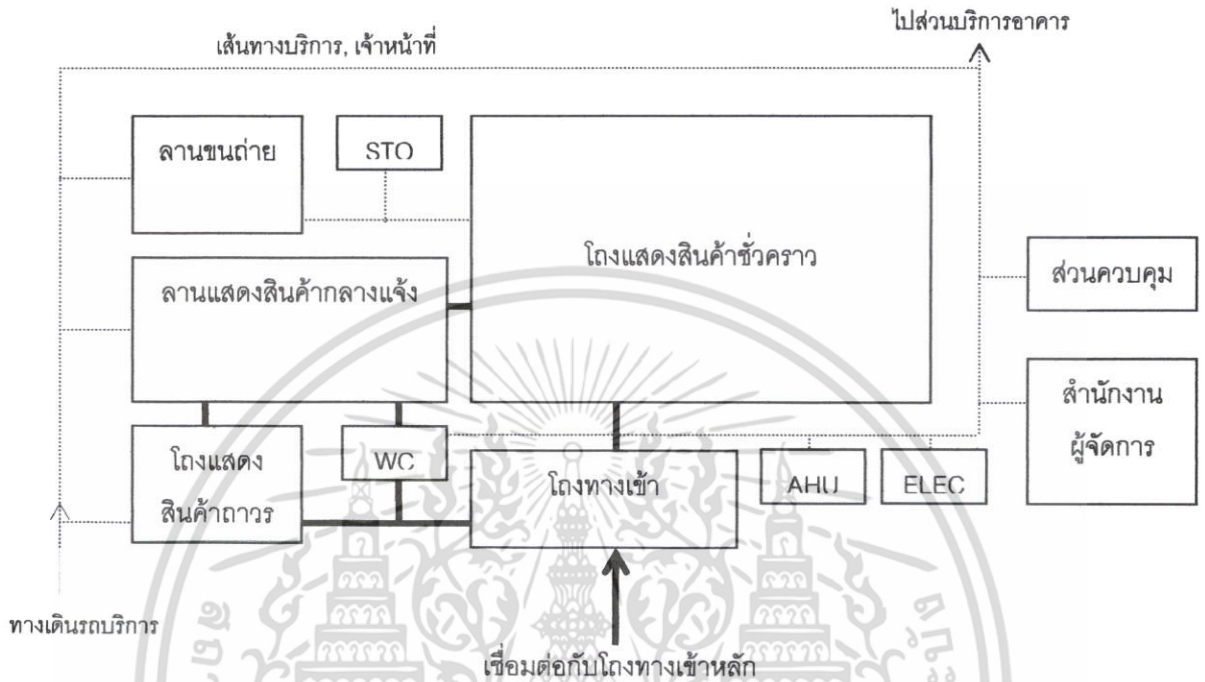 ไปส่วนบริการอาคาร
เส้นทางบริการ, เจ้าหน้าที่
ลานขนถ่าย
STO
โถงแสดงสินค้าชั่วคราว
ส่วนควบคุม
ลานแสดงสินค้ากลางแจ้ง
สำนักงาน
ผู้จัดการ
โถงแสดง
สินค้าถาวร
WC
โถงทางเข้า
AHU
ELEC
ทางเดินรถบริการ
เชื่อมต่อกับโถงทางเข้าหลัก